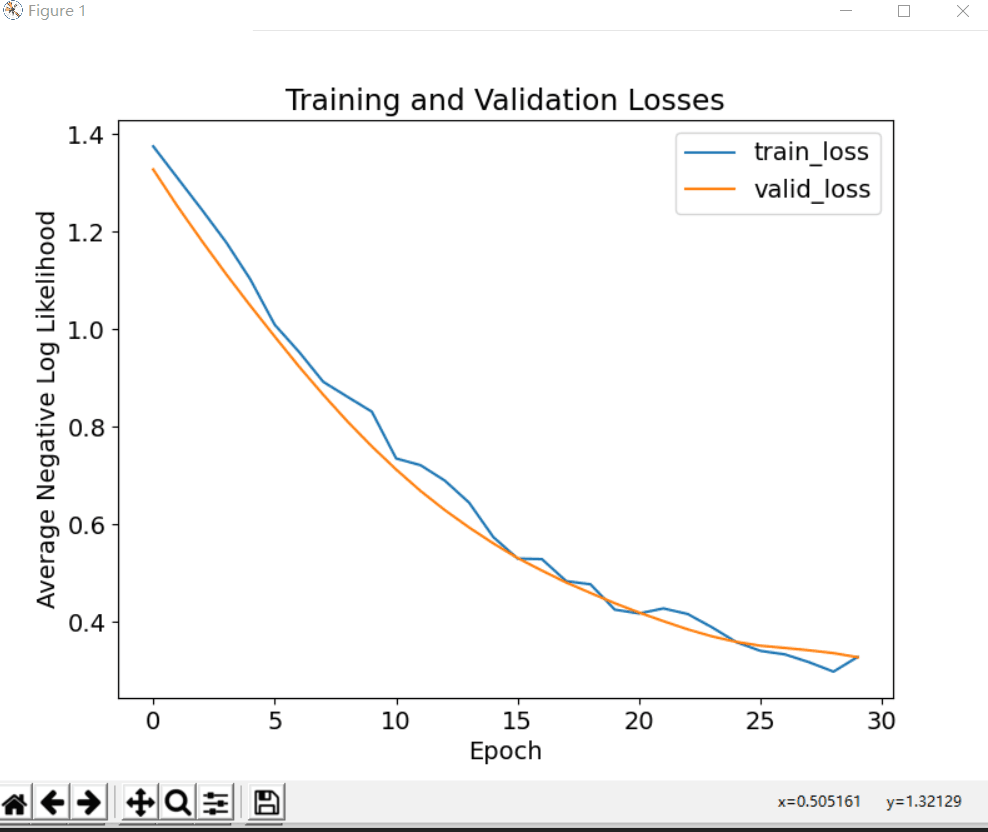 Figure 1
Training and Validation Losses
train_loss
valid_loss
Average Negative Log Likelihood
1.4
1.2
1.0
0.8
0.6
0.4
0 5 10 15 20 25 30
Epoch
x=0.505161 y=1.32129